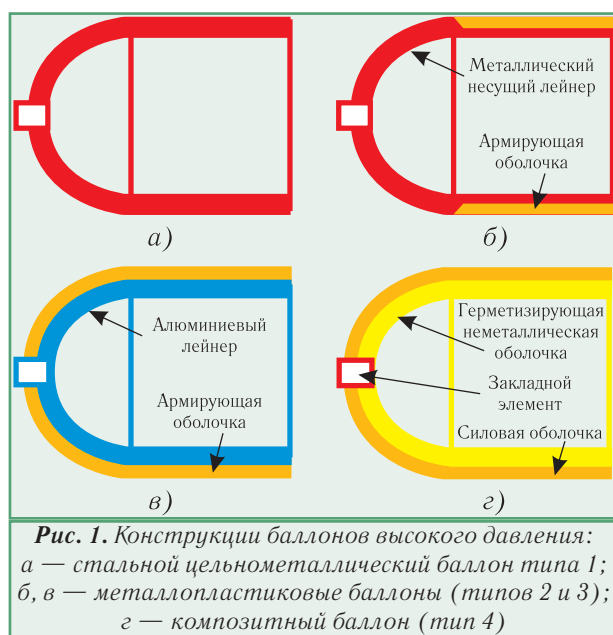 Металлический
несущий лейнер
Армирующая
оболочка
а)
б)
Алюминиевый
лейнер
Армирующая
оболочка
Герметизирующая
неметаллическая
оболочка
Закладной
элемент
Силовая оболочка
в)
г)
Рис. 1. Конструкции баллонов высокого давления:
а — стальной цельнометаллический баллон типа 1;
б, в — металлопластиковые баллоны (типов 2 и 3);
г — композитный баллон (тип 4)